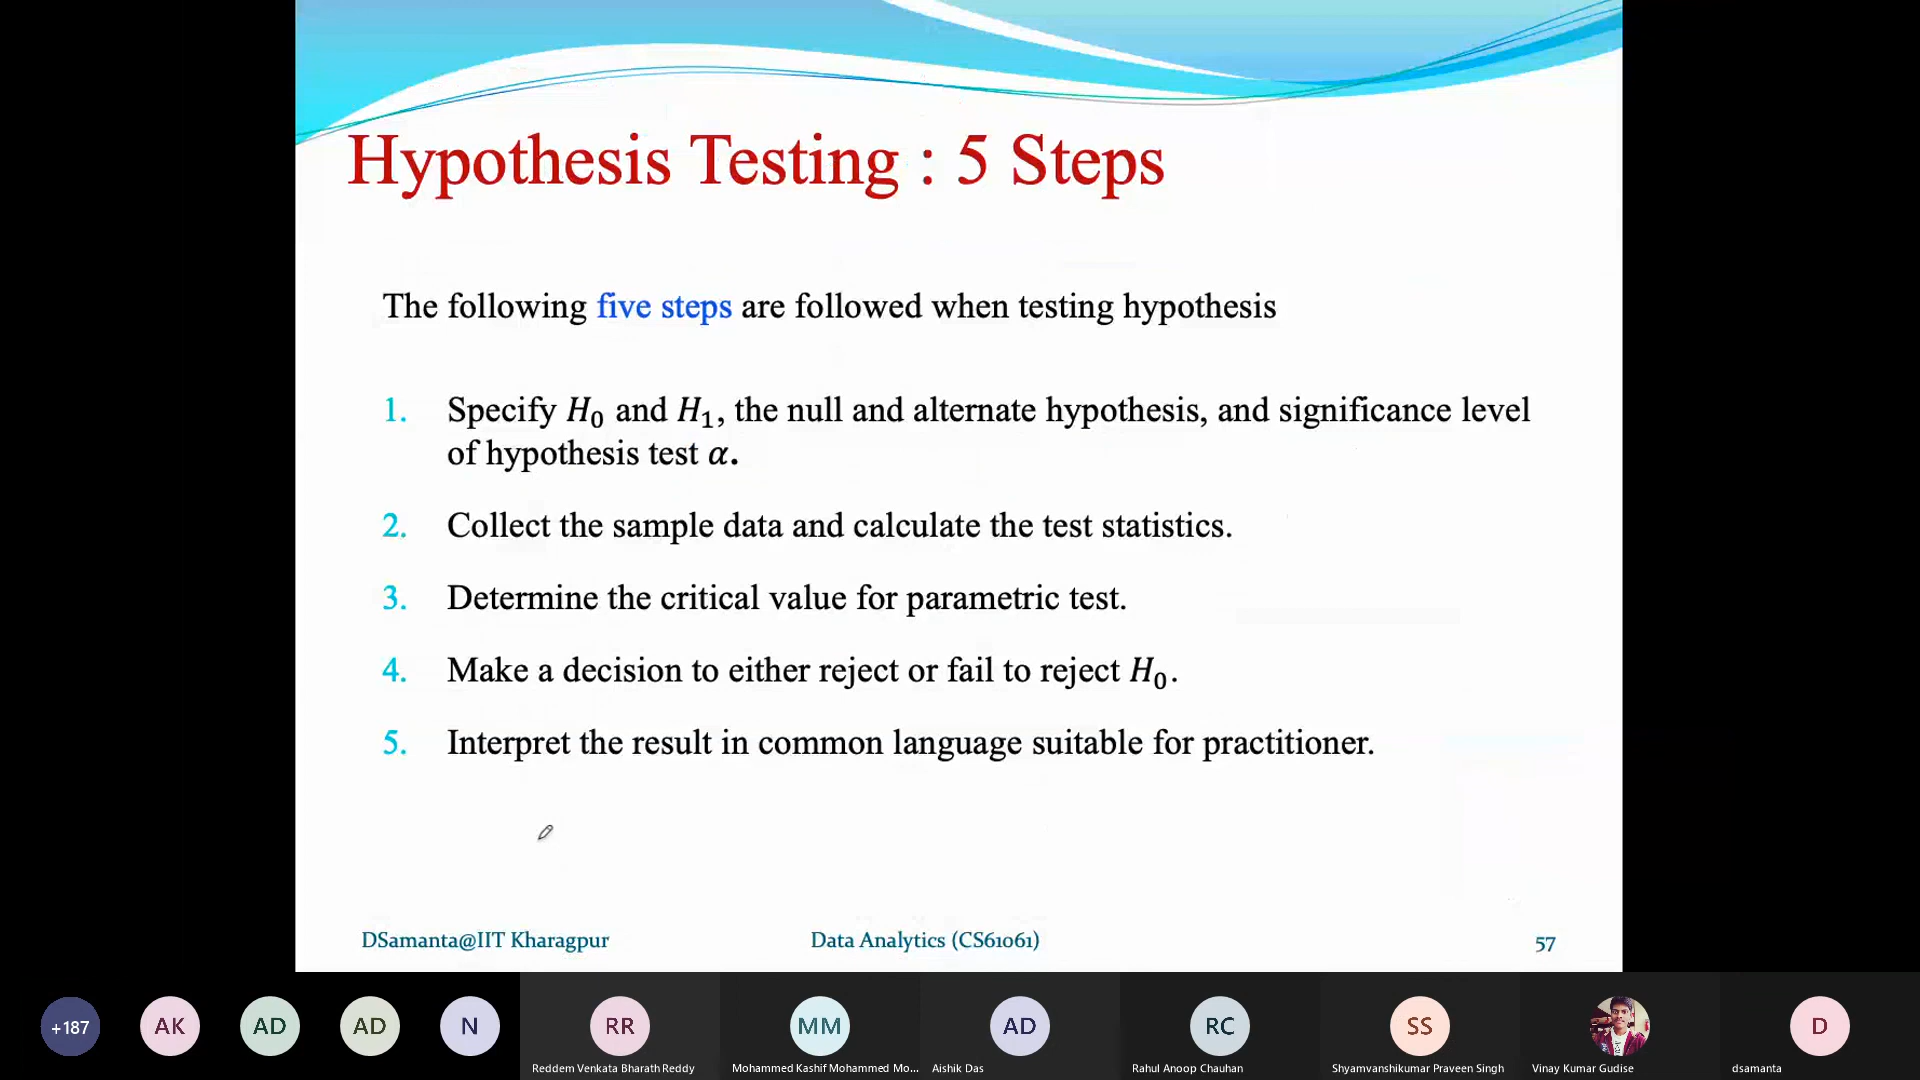 Hypothesis Testing : 5 Steps
The following five steps are followed when testing hypothesis
1. Specify H₀ and H₁, the null and alternate hypothesis, and significance level
of hypothesis test α.
2. Collect the sample data and calculate the test statistics.
3. Determine the critical value for parametric test.
4. Make a decision to either reject or fail to reject H₀.
5. Interpret the result in common language suitable for practitioner.
DSamanta@IIT Kharagpur Data Analytics (CS61061) 57
+187 AK AD AD N RR MM AD RC SS D
Reddem Venkata Bharath Reddy Mohammed Kashif Mohammed Mo... Aishik Das Rahul Anoop Chauhan Shyamvanshikumar Praveen Singh Vinay Kumar Gudise dsamanta